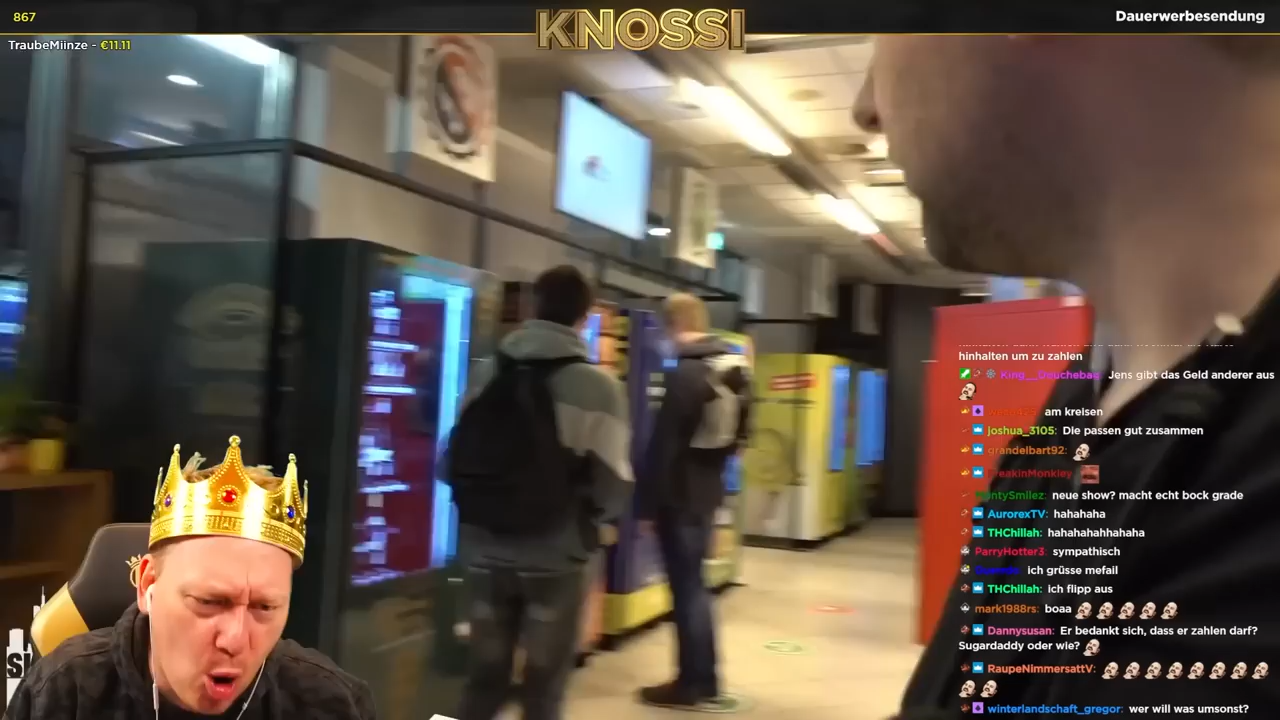 867
KNOSSI
Dauerwerbesendung
TraubeMiinze - €11.11
hinhalten um zu zahlen
King__Douchebag: Jens gibt das Geld anderer aus
am kreisen
joshua_3105: Die passen gut zusammen
grandelbart92:
FreakinMonkey
neue show? macht echt bock grade
AurorexTV: hahahaha
THChillah: hahahahahhahaha
ParryHotter3: sympathisch
ich grüsse mefail
THChillah: ich flipp aus
mark1988rs: boaa
Dannysusan: Er bedankt sich, dass er zahlen darf?
Sugardaddy oder wie?
RaupeNimmersattV:
winterlandschaft_gregor: wer will was umsonst?